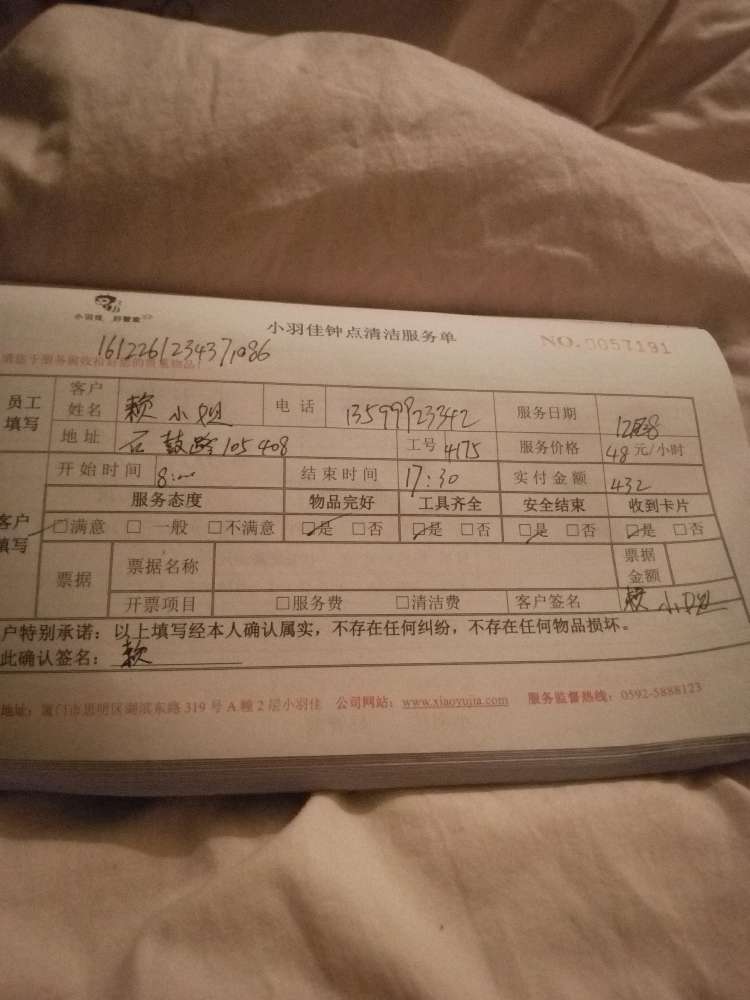 小羽佳 好管家
小羽佳钟点清洁服务单 NO.0057191
1612261234371086
员工填写 客户姓名 赖小姐 电话 13599923342 服务日期
地址 石鼓路105 408 工号 4175 服务价格 48元/小时
客户填写 开始时间 8:00 结束时间 17:30 实付金额 432
服务态度 物品完好 工具齐全 安全结束 收到卡片
□满意 □一般 □不满意 □是 □否 □是 □否 □是 □否 □是 □否
票据 票据名称 票据金额
开票项目 □服务费 □清洁费 客户签名 赖小姐
户特别承诺：以上填写经本人确认属实，不存在任何纠纷，不存在任何物品损坏。
此确认签名：赖
地址：厦门市思明区湖滨东路319号A幢2层小羽佳 公司网站：www.xiaoyujia.com 服务监督热线：0592-5888123